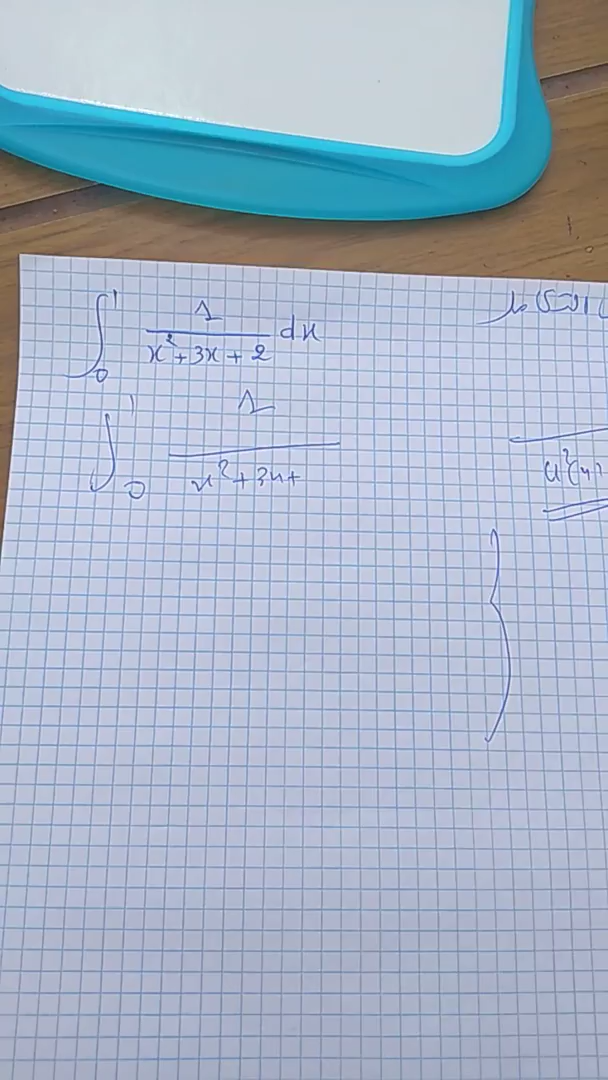 ∫₀¹ 1/(x²+3x+2) dx
∫₀¹ 1/(x²+3x+